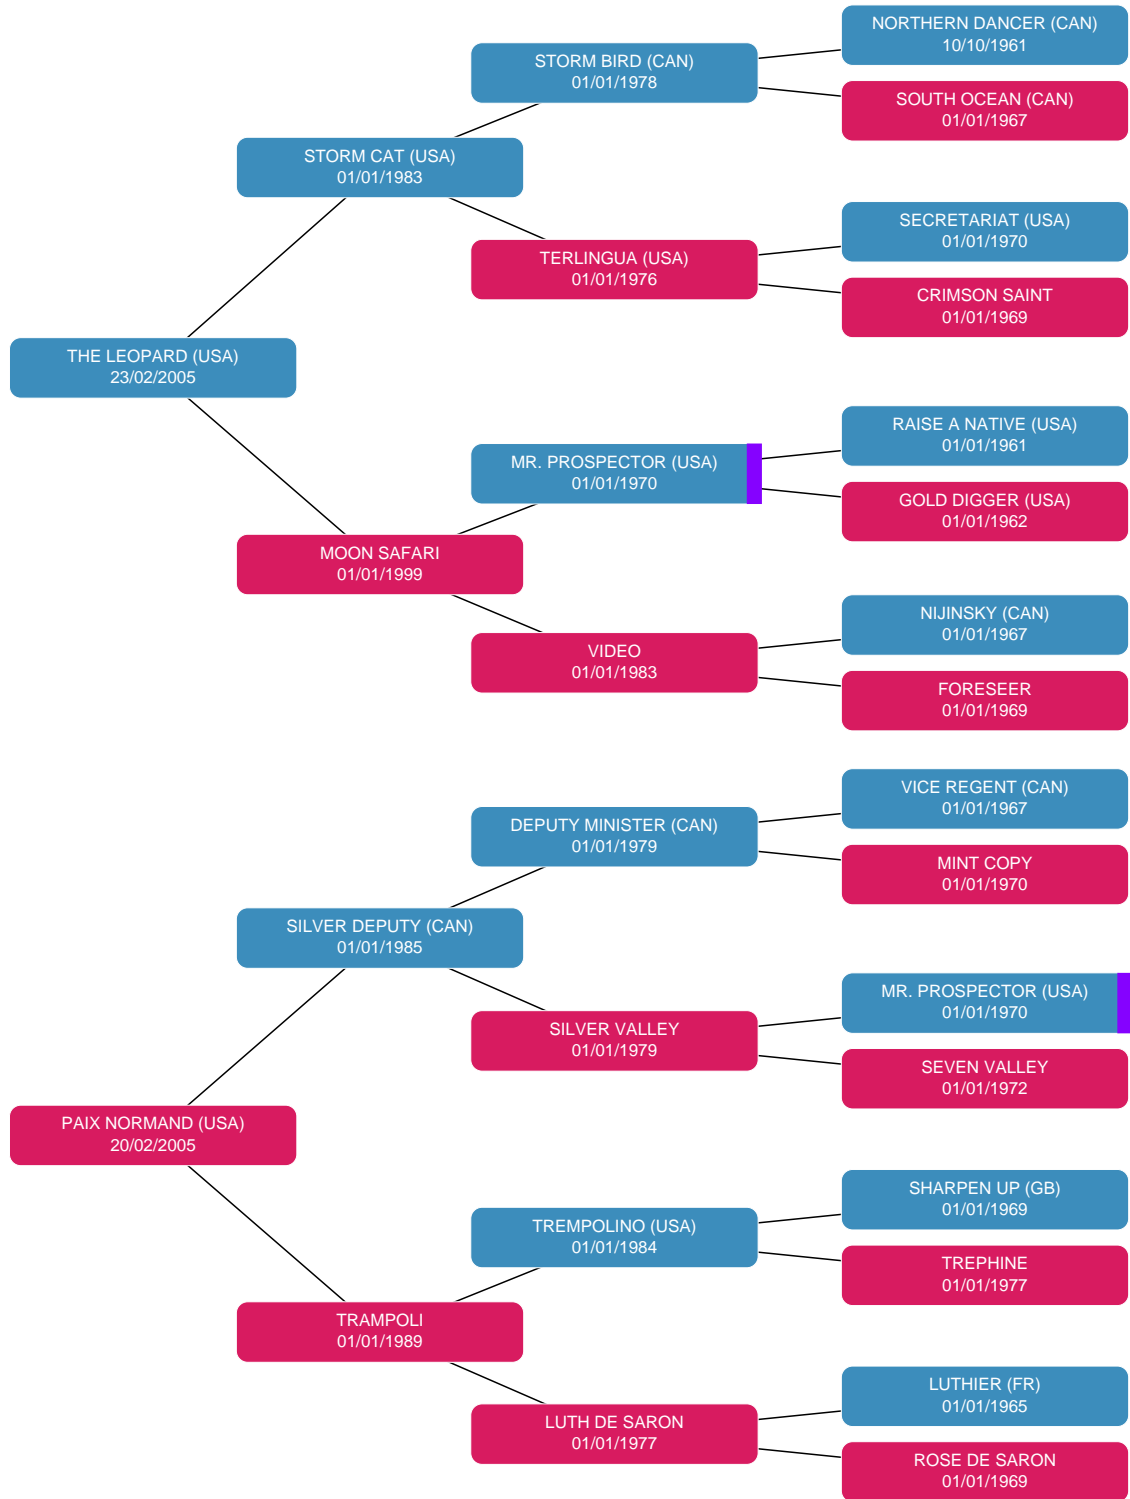 NORTHERN DANCER (CAN)
10/10/1961
STORM BIRD (CAN)
01/01/1978
SOUTH OCEAN (CAN)
01/01/1967
STORM CAT (USA)
01/01/1983
SECRETARIAT (USA)
01/01/1970
TERLINGUA (USA)
01/01/1976
CRIMSON SAINT
01/01/1969
THE LEOPARD (USA)
23/02/2005
RAISE A NATIVE (USA)
01/01/1961
MR. PROSPECTOR (USA)
01/01/1970
GOLD DIGGER (USA)
01/01/1962
MOON SAFARI
01/01/1999
NIJINSKY (CAN)
01/01/1967
VIDEO
01/01/1983
FORESEER
01/01/1969
VICE REGENT (CAN)
01/01/1967
DEPUTY MINISTER (CAN)
01/01/1979
MINT COPY
01/01/1970
SILVER DEPUTY (CAN)
01/01/1985
MR. PROSPECTOR (USA)
01/01/1970
SILVER VALLEY
01/01/1979
SEVEN VALLEY
01/01/1972
PAIX NORMAND (USA)
20/02/2005
SHARPEN UP (GB)
01/01/1969
TREMPOLINO (USA)
01/01/1984
TREPHINE
01/01/1977
TRAMPOLI
01/01/1989
LUTHIER (FR)
01/01/1965
LUTH DE SARON
01/01/1977
ROSE DE SARON
01/01/1969